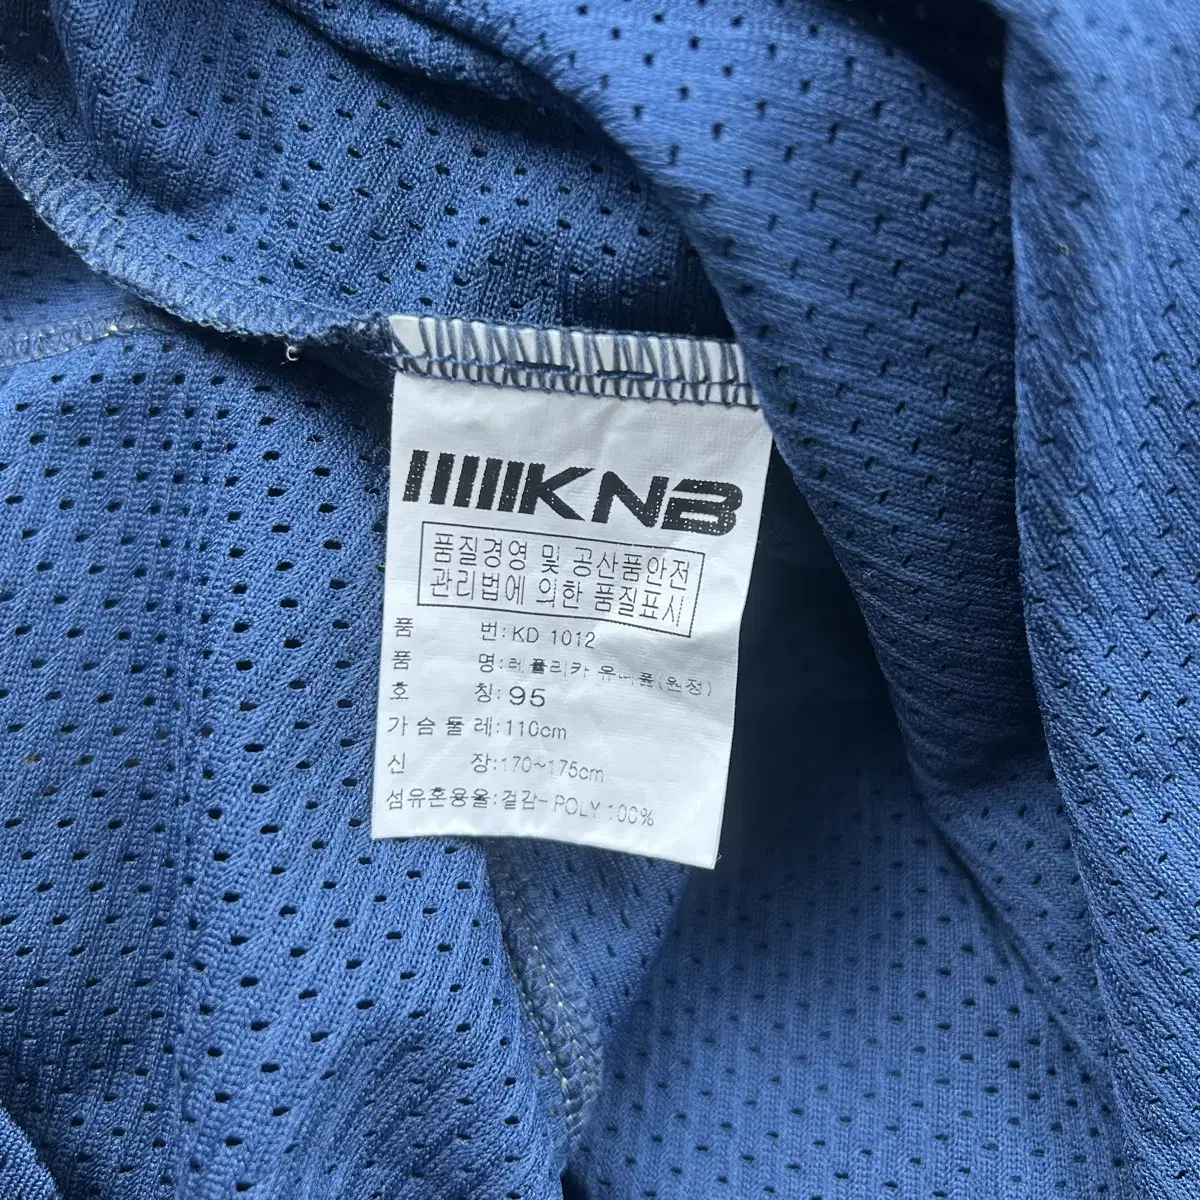 KNB
품질경영 및 공산품안전
관리법에 의한 품질표시
품 번:KD 1012
품 명:레플리카 유니폼(원정)
호 칭:95
가슴둘레:110cm
신 장:170~175cm
섬유혼용율:겉감-POLY 100%